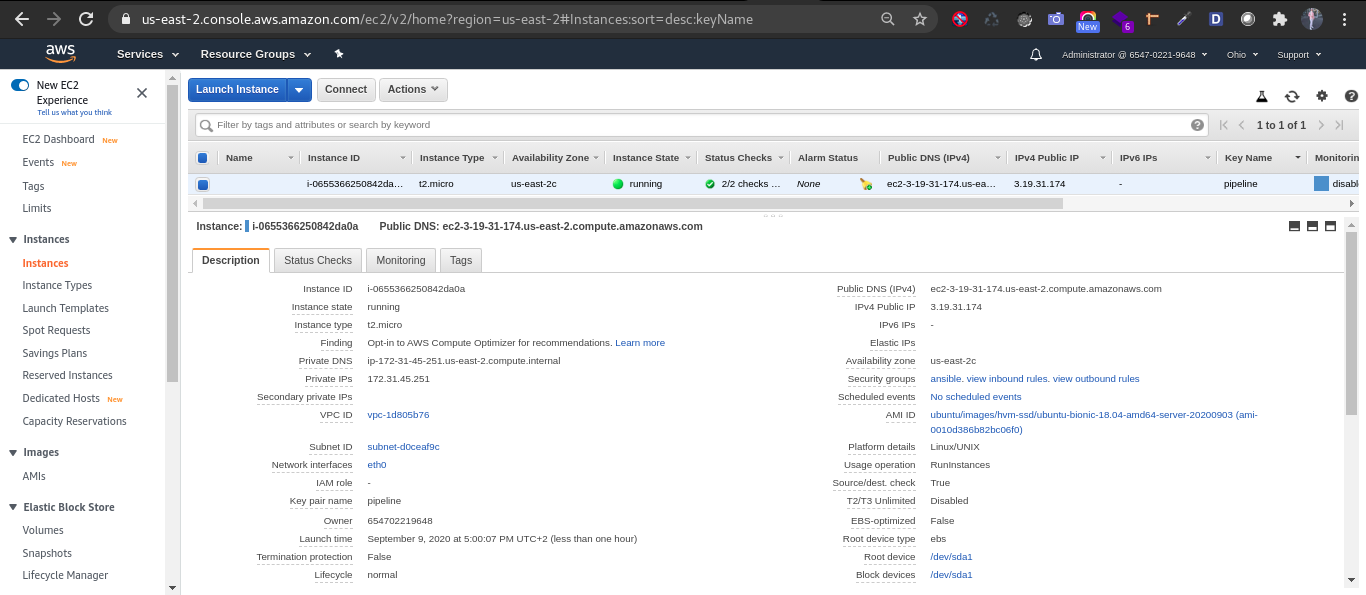 us-east-2.console.aws.amazon.com/ec2/v2/home?region=us-east-2#Instances:sort=desc:keyName
New
6
D
aws
Services
Resource Groups
Administrator @ 6547-0221-9648
Ohio
Support
New EC2
Experience
Tell us what you think
Launch Instance
Connect
Actions
Filter by tags and attributes or search by keyword
1 to 1 of 1
EC2 Dashboard New
Events New
Tags
Limits
Instances
Instances
Instance Types
Launch Templates
Spot Requests
Savings Plans
Reserved Instances
Dedicated Hosts New
Capacity Reservations
Images
AMIs
Elastic Block Store
Volumes
Snapshots
Lifecycle Manager
Name Instance ID Instance Type Availability Zone Instance State Status Checks Alarm Status Public DNS (IPv4) IPv4 Public IP IPv6 IPs Key Name Monitorin
i-0655366250842da... t2.micro us-east-2c running 2/2 checks ... None ec2-3-19-31-174.us-ea... 3.19.31.174 - pipeline disabl
Instance: i-0655366250842da0a Public DNS: ec2-3-19-31-174.us-east-2.compute.amazonaws.com
Description Status Checks Monitoring Tags
Instance ID i-0655366250842da0a
Instance state running
Instance type t2.micro
Finding Opt-in to AWS Compute Optimizer for recommendations. Learn more
Private DNS ip-172-31-45-251.us-east-2.compute.internal
Private IPs 172.31.45.251
Secondary private IPs
VPC ID vpc-1d805b76
Subnet ID subnet-d0ceaf9c
Network interfaces eth0
IAM role -
Key pair name pipeline
Owner 654702219648
Launch time September 9, 2020 at 5:00:07 PM UTC+2 (less than one hour)
Termination protection False
Lifecycle normal
Public DNS (IPv4) ec2-3-19-31-174.us-east-2.compute.amazonaws.com
IPv4 Public IP 3.19.31.174
IPv6 IPs -
Elastic IPs
Availability zone us-east-2c
Security groups ansible. view inbound rules. view outbound rules
Scheduled events No scheduled events
AMI ID ubuntu/images/hvm-ssd/ubuntu-bionic-18.04-amd64-server-20200903 (ami-
0010d386b82bc06f0)
Platform details Linux/UNIX
Usage operation RunInstances
Source/dest. check True
T2/T3 Unlimited Disabled
EBS-optimized False
Root device type ebs
Root device /dev/sda1
Block devices /dev/sda1